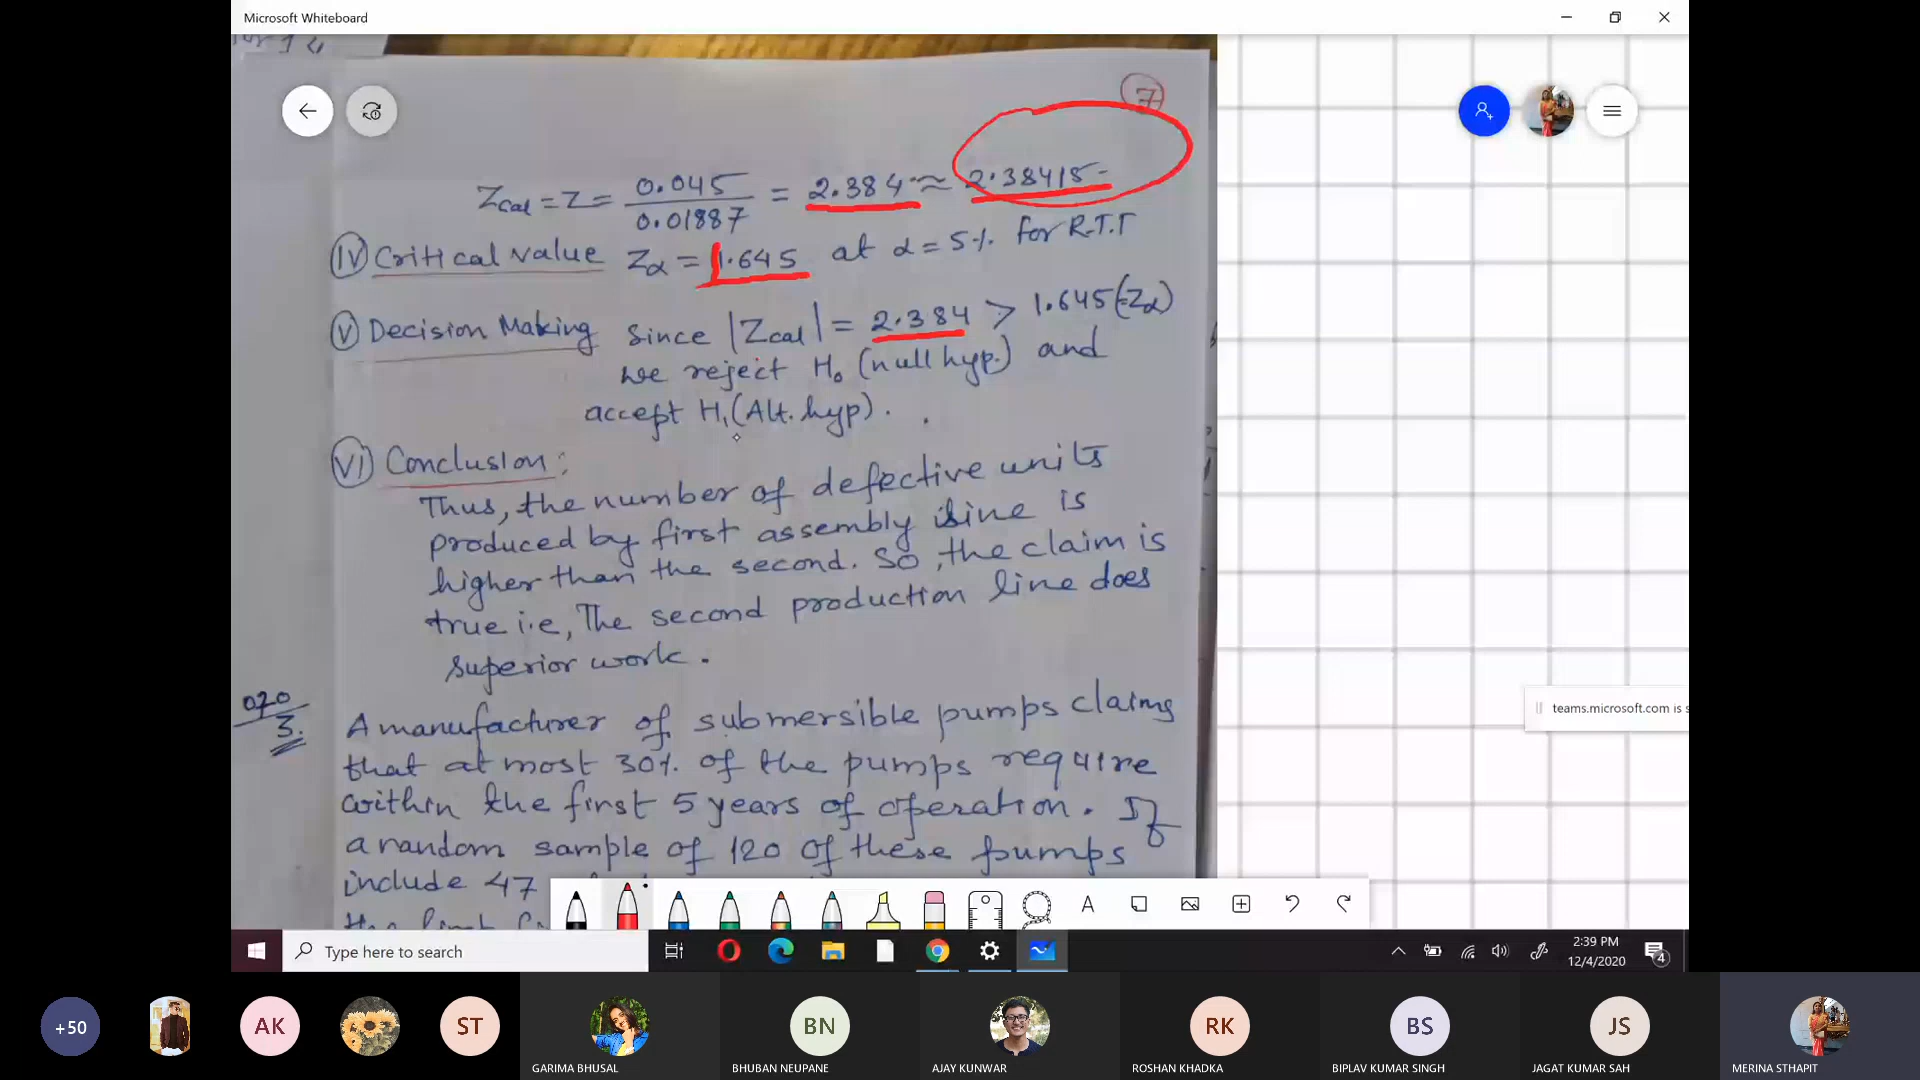 Microsoft Whiteboard
7
Zcal = Z = 0.045 / 0.01887 = 2.384 ≈ 2.38415
IV Critical value Zα = 1.645 at α = 5% for R.T.T
V Decision Making Since |Zcal| = 2.384 > 1.645 (Zα)
we reject H0 (null hyp.) and
accept H1 (Alt. hyp).
VI Conclusion:
Thus, the number of defective units
produced by first assembly line is
higher than the second. So, the claim is
true i.e, The second production line does
superior work.
070
3.
A manufacturer of submersible pumps claims
that at most 30% of the pumps require
within the first 5 years of operation. If
a random sample of 120 of these pumps
include 47
teams.microsoft.com is s
Type here to search
2:39 PM
12/4/2020
4
+50
AK
ST
BN
RK
BS
JS
GARIMA BHUSAL
BHUBAN NEUPANE
AJAY KUNWAR
ROSHAN KHADKA
BIPLAV KUMAR SINGH
JAGAT KUMAR SAH
MERINA STHAPIT